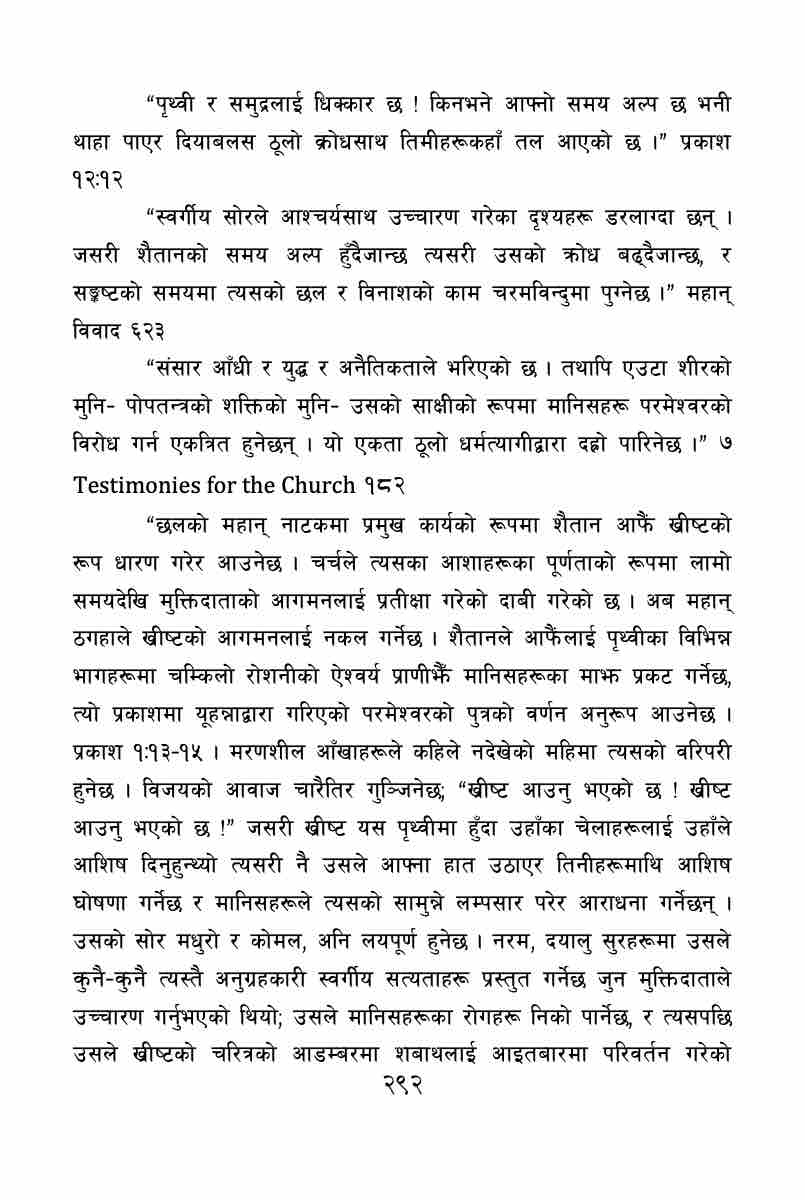 “पृथ्वी र समुद्रलाई धिक्कार छ ! किनभने आफ्नो समय अल्प छ भनी
थाहा पाएर दियाबलस ठूलो क्रोधसाथ तिमीहरूकहाँ तल आएको छ ।” प्रकाश
१२:१२
“स्वर्गीय सोरले आश्चर्यसाथ उच्चारण गरेका दृश्यहरू डरलाग्दा छन् ।
जसरी शैतानको समय अल्प हुँदैजान्छ त्यसरी उसको क्रोध बढ्दैजान्छ, र
सङ्कष्टको समयमा त्यसको छल र विनाशको काम चरमविन्दुमा पुग्नेछ ।” महान्
विवाद ६२३
“संसार आँधी र युद्ध र अनैतिकताले भरिएको छ । तथापि एउटा शीरको
मुनि- पोपतन्त्रको शक्तिको मुनि- उसको साक्षीको रूपमा मानिसहरू परमेश्वरको
विरोध गर्न एकत्रित हुनेछन् । यो एकता ठूलो धर्मत्यागीद्वारा दह्रो पारिनेछ ।” ७
Testimonies for the Church १८२
“छलको महान् नाटकमा प्रमुख कार्यको रूपमा शैतान आफैं ख्रीष्टको
रूप धारण गरेर आउनेछ । चर्चले त्यसका आशाहरूका पूर्णताको रूपमा लामो
समयदेखि मुक्तिदाताको आगमनलाई प्रतीक्षा गरेको दाबी गरेको छ । अब महान्
ठगहाले ख्रीष्टको आगमनलाई नकल गर्नेछ । शैतानले आफैंलाई पृथ्वीका विभिन्न
भागहरूमा चम्किलो रोशनीको ऐश्वर्य प्राणीझैं मानिसहरूका माझ प्रकट गर्नेछ,
त्यो प्रकाशमा यूहन्नाद्वारा गरिएको परमेश्वरको पुत्रको वर्णन अनुरूप आउनेछ ।
प्रकाश १:१३-१५ । मरणशील आँखाहरूले कहिले नदेखेको महिमा त्यसको वरिपरी
हुनेछ । विजयको आवाज चारैतिर गुञ्जिनेछ; “ख्रीष्ट आउनु भएको छ ! ख्रीष्ट
आउनु भएको छ !” जसरी ख्रीष्ट यस पृथ्वीमा हुँदा उहाँका चेलाहरूलाई उहाँले
आशिष दिनुहुन्थ्यो त्यसरी नै उसले आफ्ना हात उठाएर तिनीहरूमाथि आशिष
घोषणा गर्नेछ र मानिसहरूले त्यसको सामुन्ने लम्पसार परेर आराधना गर्नेछन् ।
उसको सोर मधुरो र कोमल, अनि लयपूर्ण हुनेछ । नरम, दयालु सुरहरूमा उसले
कुनै-कुनै त्यस्तै अनुग्रहकारी स्वर्गीय सत्यताहरू प्रस्तुत गर्नेछ जुन मुक्तिदाताले
उच्चारण गर्नुभएको थियो; उसले मानिसहरूका रोगहरू निको पार्नेछ, र त्यसपछि
उसले ख्रीष्टको चरित्रको आडम्बरमा शबाथलाई आइतबारमा परिवर्तन गरेको
२९२